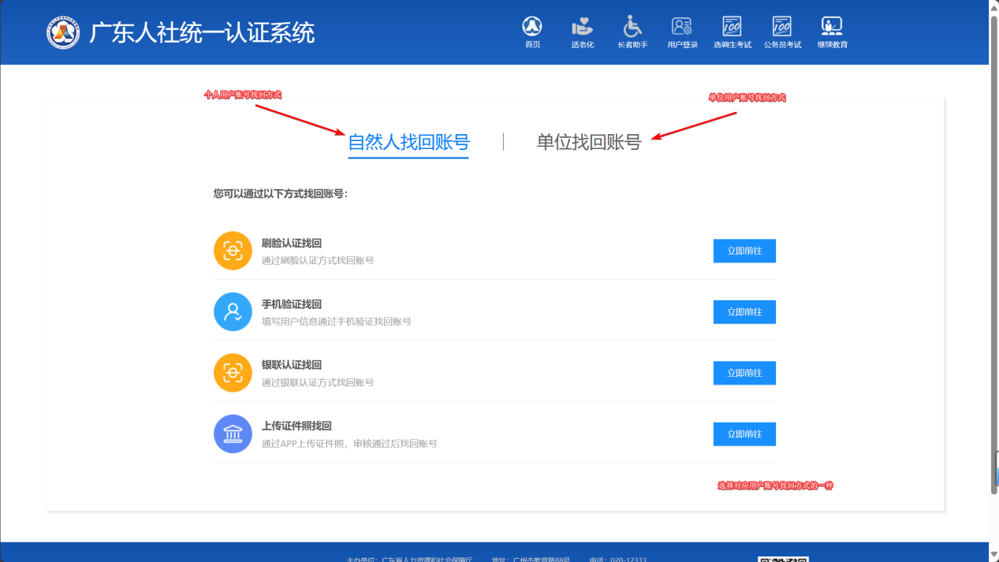 广东人社统一认证系统
首页
适老化
长者助手
用户登录
选调生考试
公务员考试
继续教育
个人用户账号找回方式
单位用户账号找回方式
自然人找回账号
单位找回账号
您可以通过以下方式找回账号：
刷脸认证找回
通过刷脸认证方式找回账号
立即前往
手机验证找回
填写用户信息通过手机验证找回账号
立即前往
银联认证找回
通过银联认证方式找回账号
立即前往
上传证件照找回
通过APP上传证件照，审核通过后找回账号
立即前往
选择对应用户账号找回方式的一种
主办单位：广东省人力资源和社会保障厅 地址：广州市教育路88号 电话：020-12333